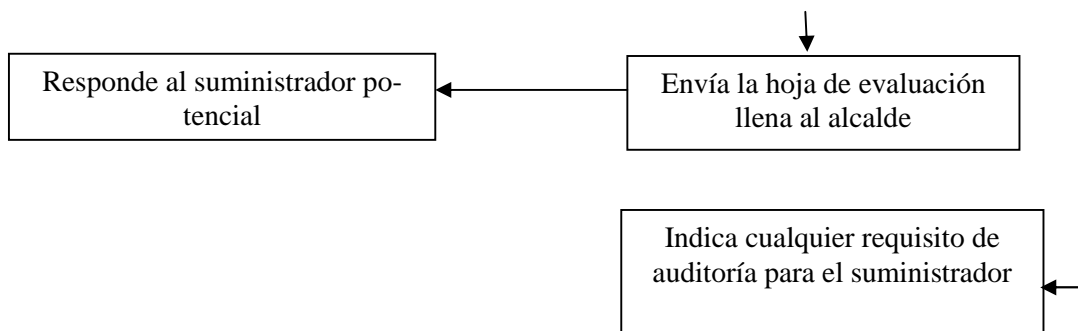 Responde al suministrador po-
tencial
Envía la hoja de evaluación
llena al alcalde
Indica cualquier requisito de
auditoría para el suministrador